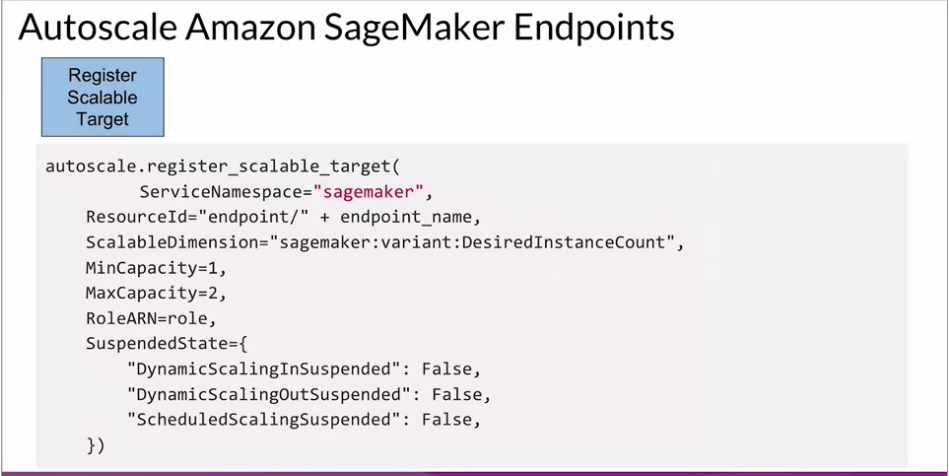 Autoscale Amazon SageMaker Endpoints
Register
Scalable
Target
autoscale.register_scalable_target(
ServiceNamespace="sagemaker",
ResourceId="endpoint/" + endpoint_name,
ScalableDimension="sagemaker:variant:DesiredInstanceCount",
MinCapacity=1,
MaxCapacity=2,
RoleARN=role,
SuspendedState={
"DynamicScalingInSuspended": False,
"DynamicScalingOutSuspended": False,
"ScheduledScalingSuspended": False,
})